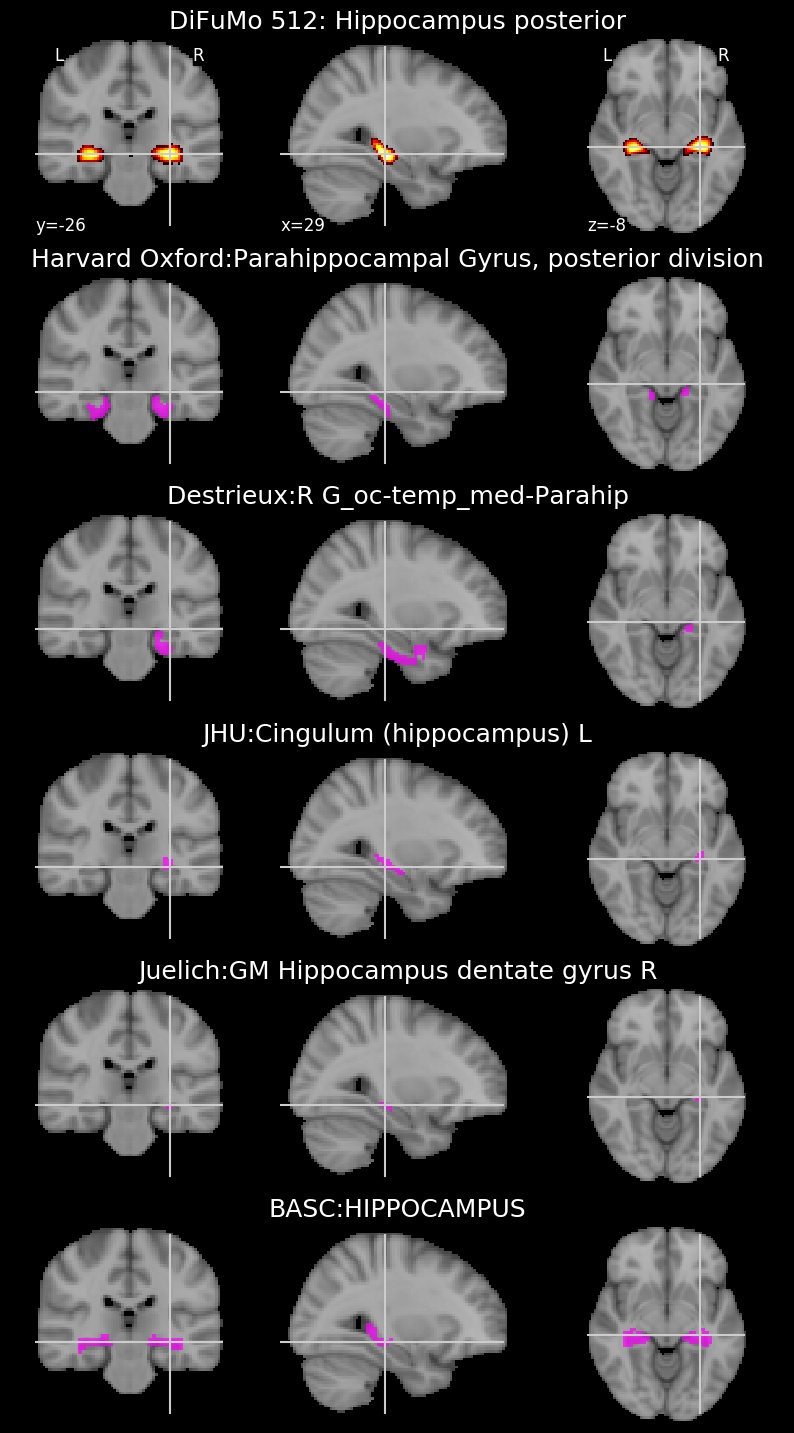 DiFuMo 512: Hippocampus posterior
L R L R
y=-26 x=29 z=-8
Harvard Oxford:Parahippocampal Gyrus, posterior division
Destrieux:R G_oc-temp_med-Parahip
JHU:Cingulum (hippocampus) L
Juelich:GM Hippocampus dentate gyrus R
BASC:HIPPOCAMPUS